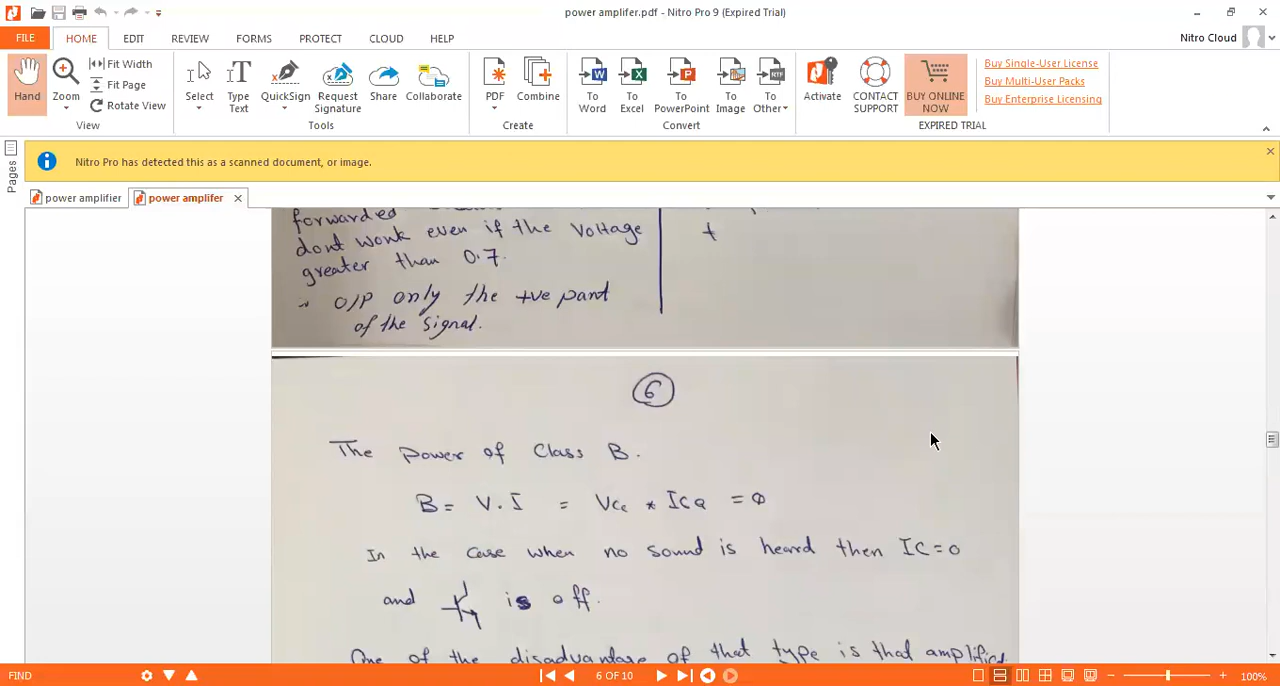 power amplifer.pdf - Nitro Pro 9 (Expired Trial)
FILE HOME EDIT REVIEW FORMS PROTECT CLOUD HELP Nitro Cloud
Fit Width
Fit Page
Rotate View
Hand Zoom Select Type Text QuickSign Request Signature Share Collaborate PDF Combine To Word To Excel To PowerPoint To Image To Other Activate CONTACT SUPPORT BUY ONLINE NOW
Buy Single-User License
Buy Multi-User Packs
Buy Enterprise Licensing
View Tools Create Convert EXPIRED TRIAL
Pages
Nitro Pro has detected this as a scanned document, or image.
power amplifier power amplifer
forwarded
dont work even if the Voltage
greater than 0.7.
O/P only the +ve part
of the signal.
6
The power of Class B.
B = V.I = Vcc * ICQ = 0
In the case when no sound is heard then IC=0
and is off.
One of the disadvantage of that type is that amplified
FIND 6 OF 10 100%